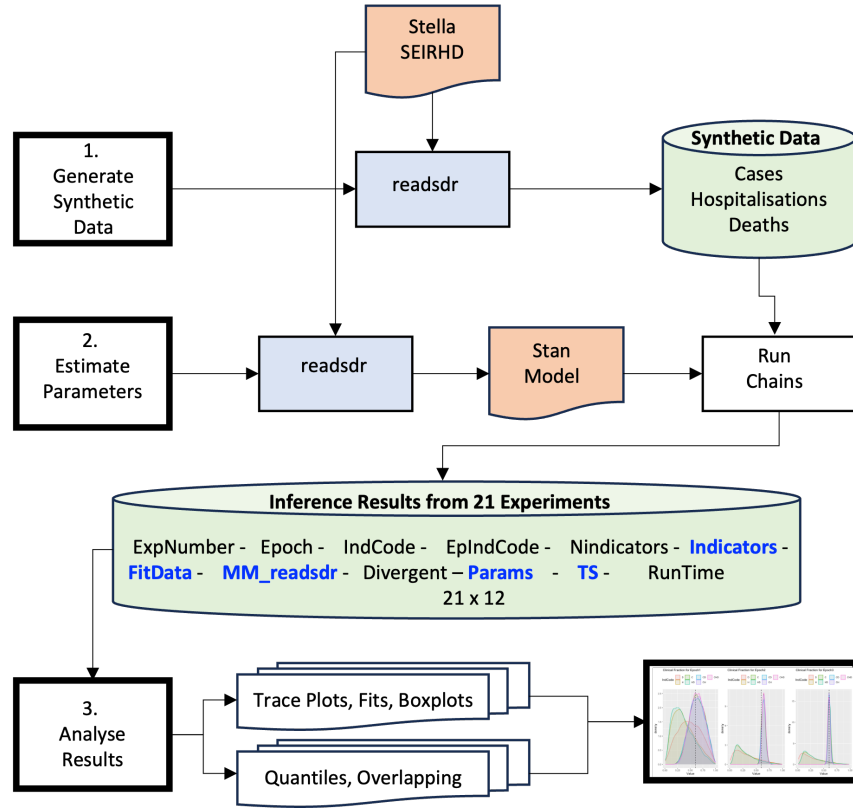 Stella
SEIRHD
1.
Generate
Synthetic
Data
readsdr
Synthetic Data
Cases
Hospitalisations
Deaths
2.
Estimate
Parameters
readsdr
Stan
Model
Run
Chains
Inference Results from 21 Experiments
ExpNumber - Epoch - IndCode - EpIndCode - Nindicators - Indicators -
FitData - MM_readsdr - Divergent – Params - TS - RunTime
21 x 12
3.
Analyse
Results
Trace Plots, Fits, Boxplots
Quantiles, Overlapping